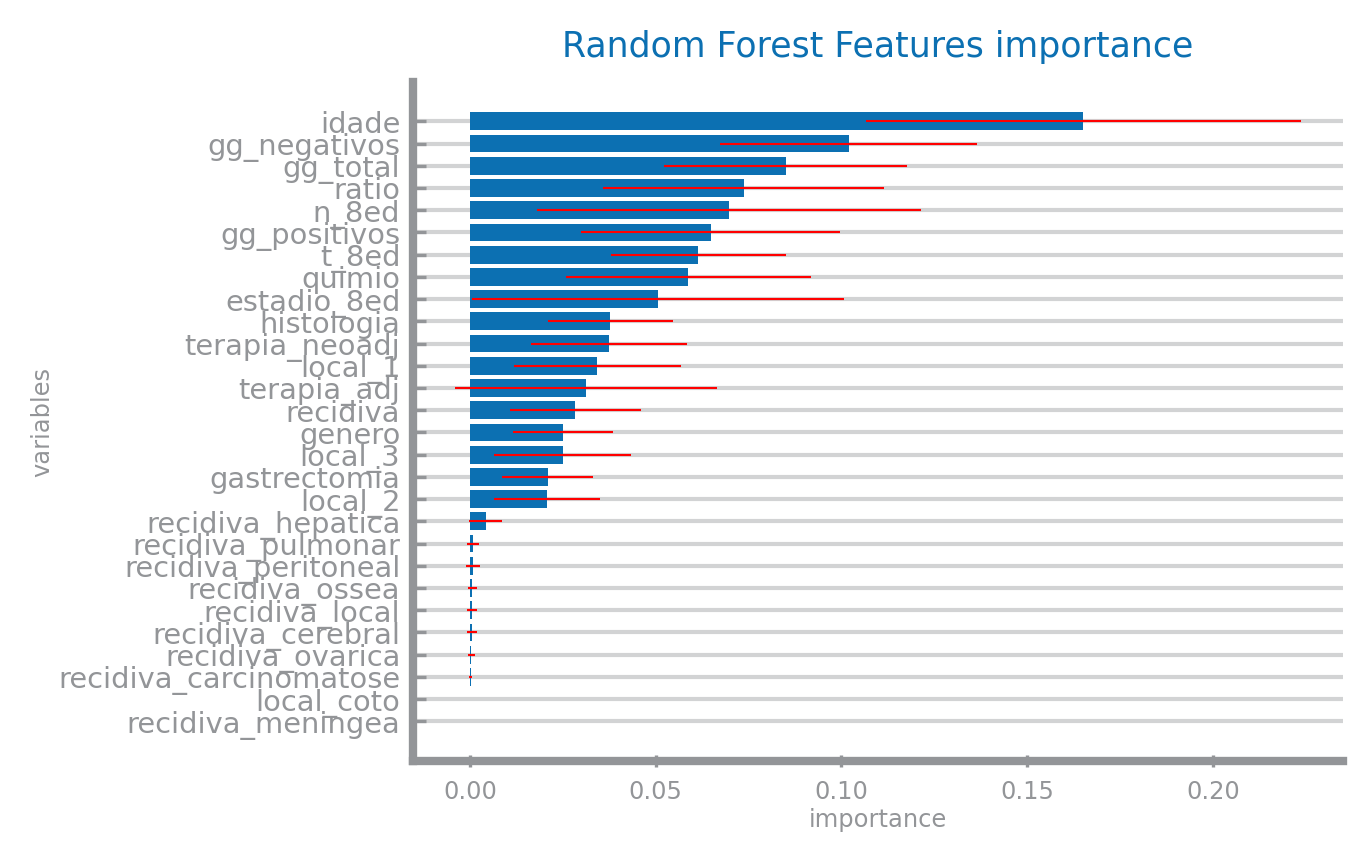 Random Forest Features importance
idade
gg_negativos
gg_total
ratio
n_8ed
gg_positivos
t_8ed
quimio
estadio_8ed
histologia
terapia_neoadj
local_1
terapia_adj
recidiva
genero
local_3
gastrectomia
local_2
recidiva_hepatica
recidiva_pulmonar
recidiva_peritoneal
recidiva_ossea
recidiva_local
recidiva_cerebral
recidiva_ovarica
recidiva_carcinomatose
local_coto
recidiva_meningea
variables
0.00 0.05 0.10 0.15 0.20
importance